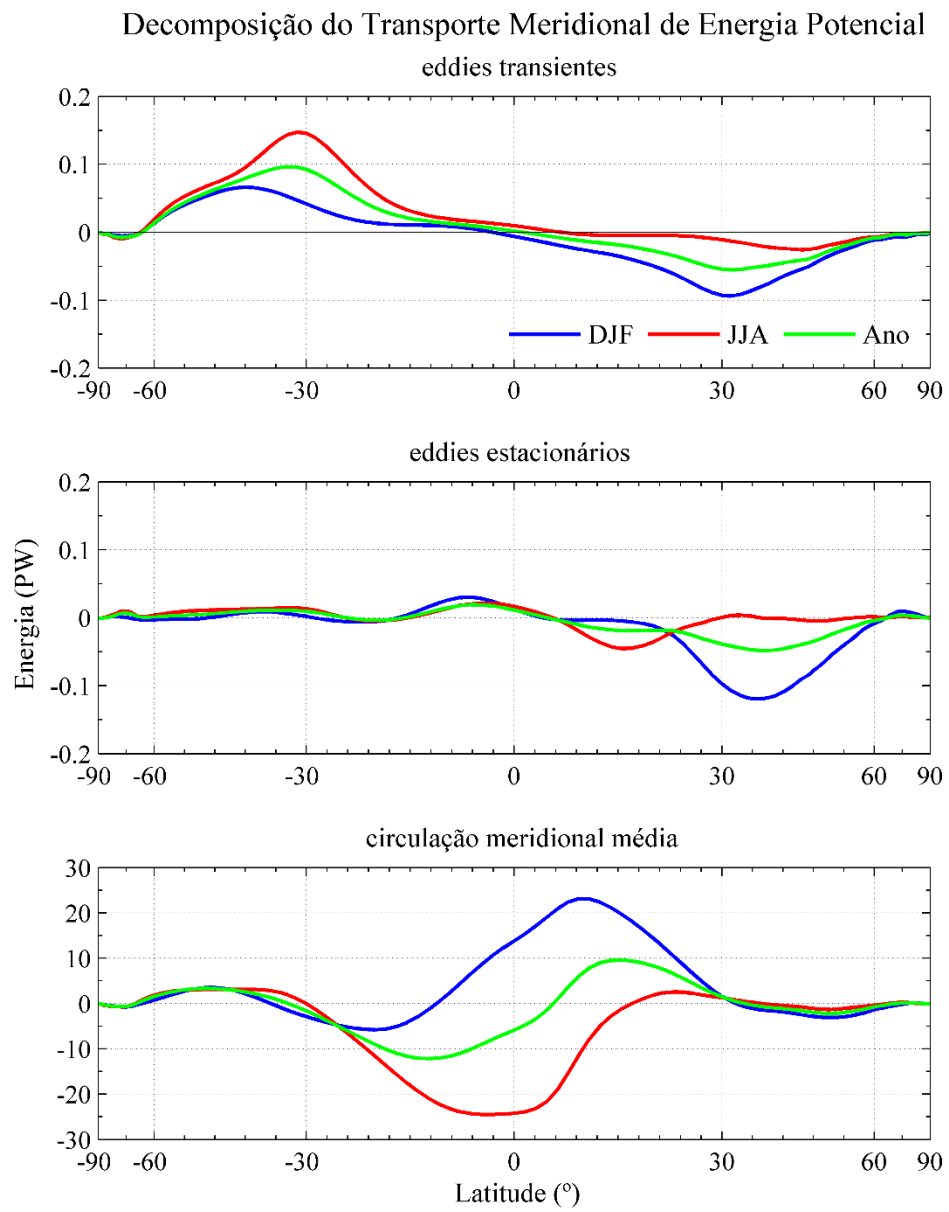 Decomposição do Transporte Meridional de Energia Potencial
eddies transientes
0.2
0.1
0
-0.1
-0.2
DJF JJA Ano
-90 -60 -30 0 30 60 90
eddies estacionários
0.2
0.1
0
-0.1
-0.2
-90 -60 -30 0 30 60 90
Energia (PW)
circulação meridional média
30
20
10
0
-10
-20
-30
-90 -60 -30 0 30 60 90
Latitude (º)